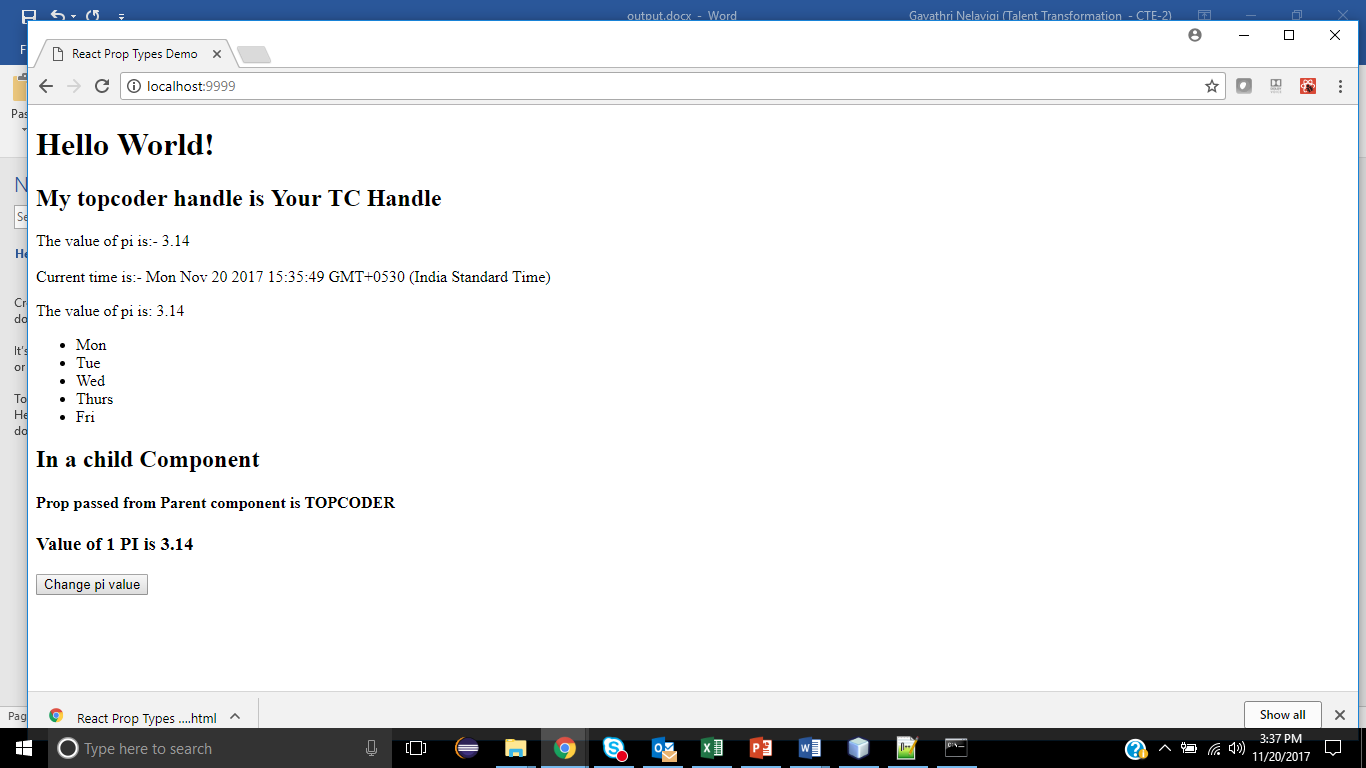 output.docx - Word
Gayathri Nelavigi (Talent Transformation - CTE-2)
React Prop Types Demo
localhost:9999
Hello World!
My topcoder handle is Your TC Handle
The value of pi is:- 3.14
Current time is:- Mon Nov 20 2017 15:35:49 GMT+0530 (India Standard Time)
The value of pi is: 3.14
Mon
Tue
Wed
Thurs
Fri
In a child Component
Prop passed from Parent component is TOPCODER
Value of 1 PI is 3.14
Change pi value
React Prop Types ....html
Show all
Type here to search
3:37 PM
11/20/2017